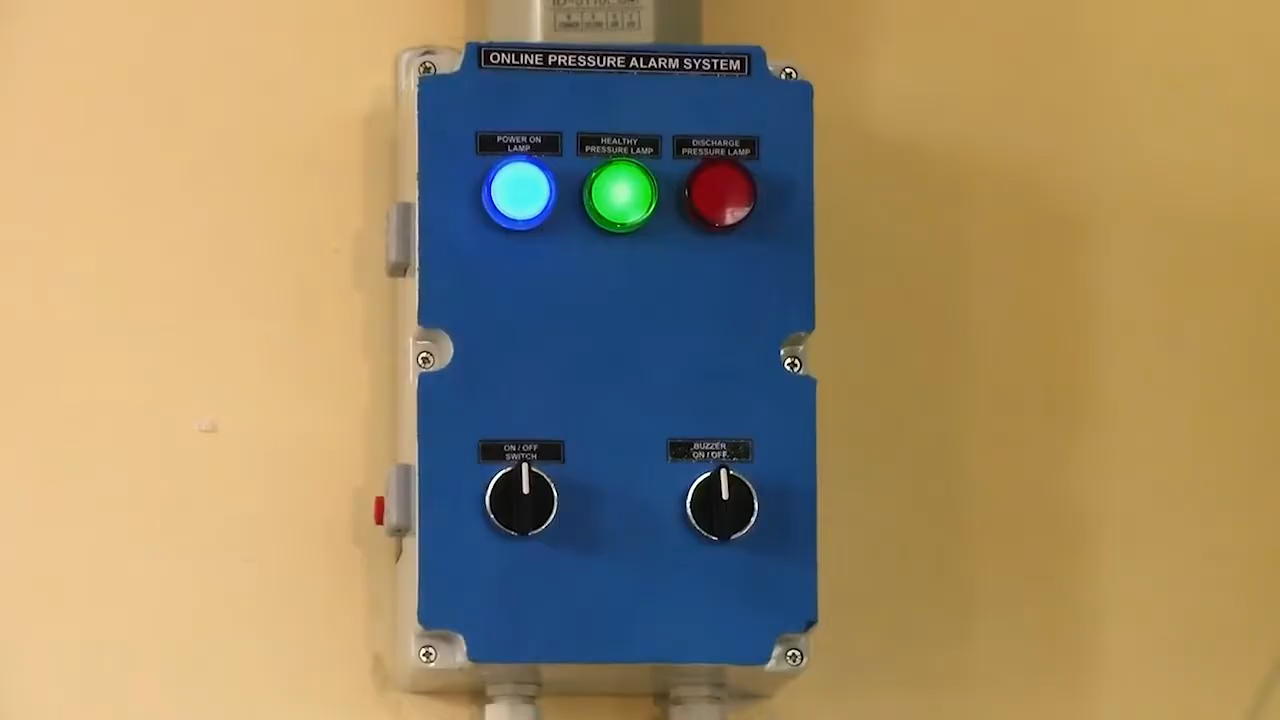 ONLINE PRESSURE ALARM SYSTEM
POWER ON
LAMP
HEALTHY
PRESSURE LAMP
DISCHARGE
PRESSURE LAMP
ON / OFF
SWITCH
BUZZER
ON / OFF